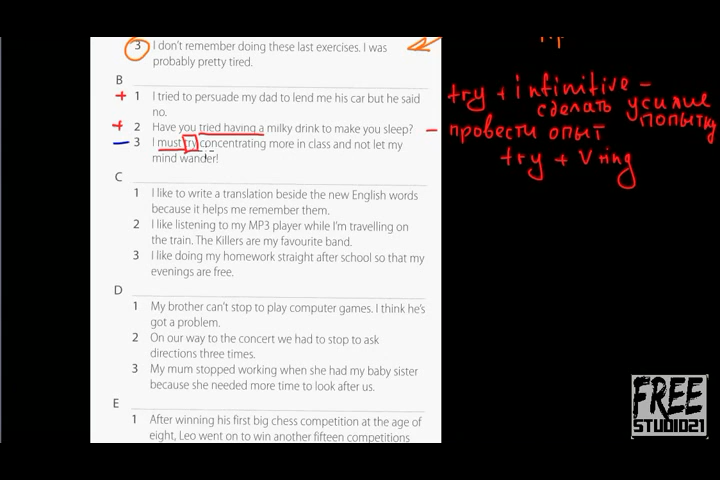 3 I don't remember doing these last exercises. I was
probably pretty tired.
B
+ 1 I tried to persuade my dad to lend me his car but he said
no.
+ 2 Have you tried having a milky drink to make you sleep?
– 3 I must try concentrating more in class and not let my
mind wander!
C
1 I like to write a translation beside the new English words
because it helps me remember them.
2 I like listening to my MP3 player while I'm travelling on
the train. The Killers are my favourite band.
3 I like doing my homework straight after school so that my
evenings are free.
D
1 My brother can't stop to play computer games. I think he's
got a problem.
2 On our way to the concert we had to stop to ask
directions three times.
3 My mum stopped working when she had my baby sister
because she needed more time to look after us.
E
1 After winning his first big chess competition at the age of
eight, Leo went on to win another fifteen competitions
try + infinitive –
сделать усилие
попытку
– провести опыт
try + Ving
FREE
STUDIO21